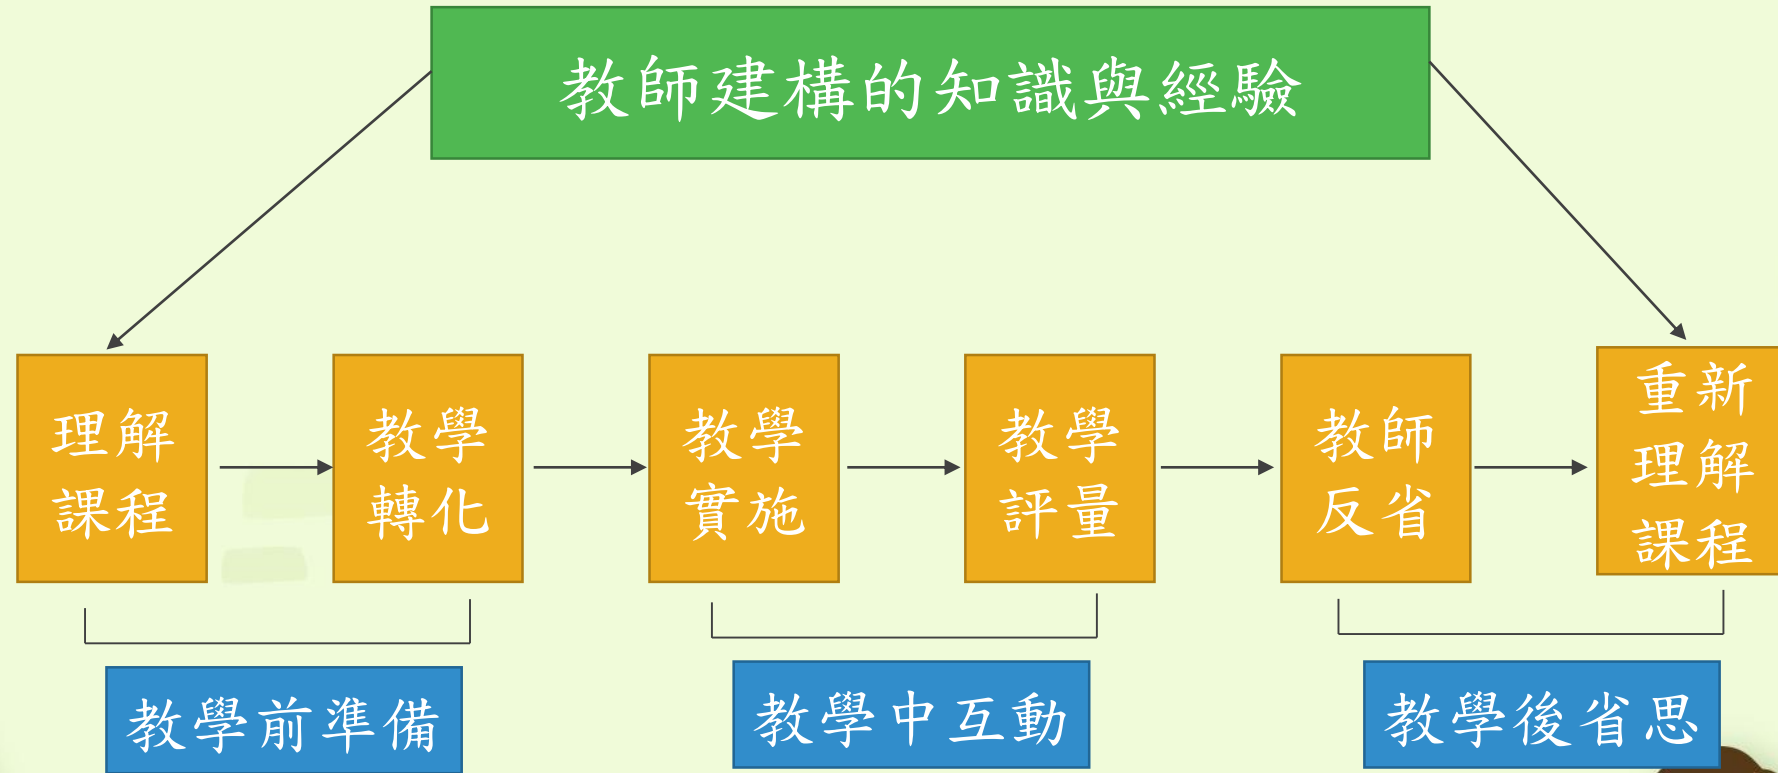 教師建構的知識與經驗
理解
課程
教學
轉化
教學
實施
教學
評量
教師
反省
重新
理解
課程
教學前準備
教學中互動
教學後省思